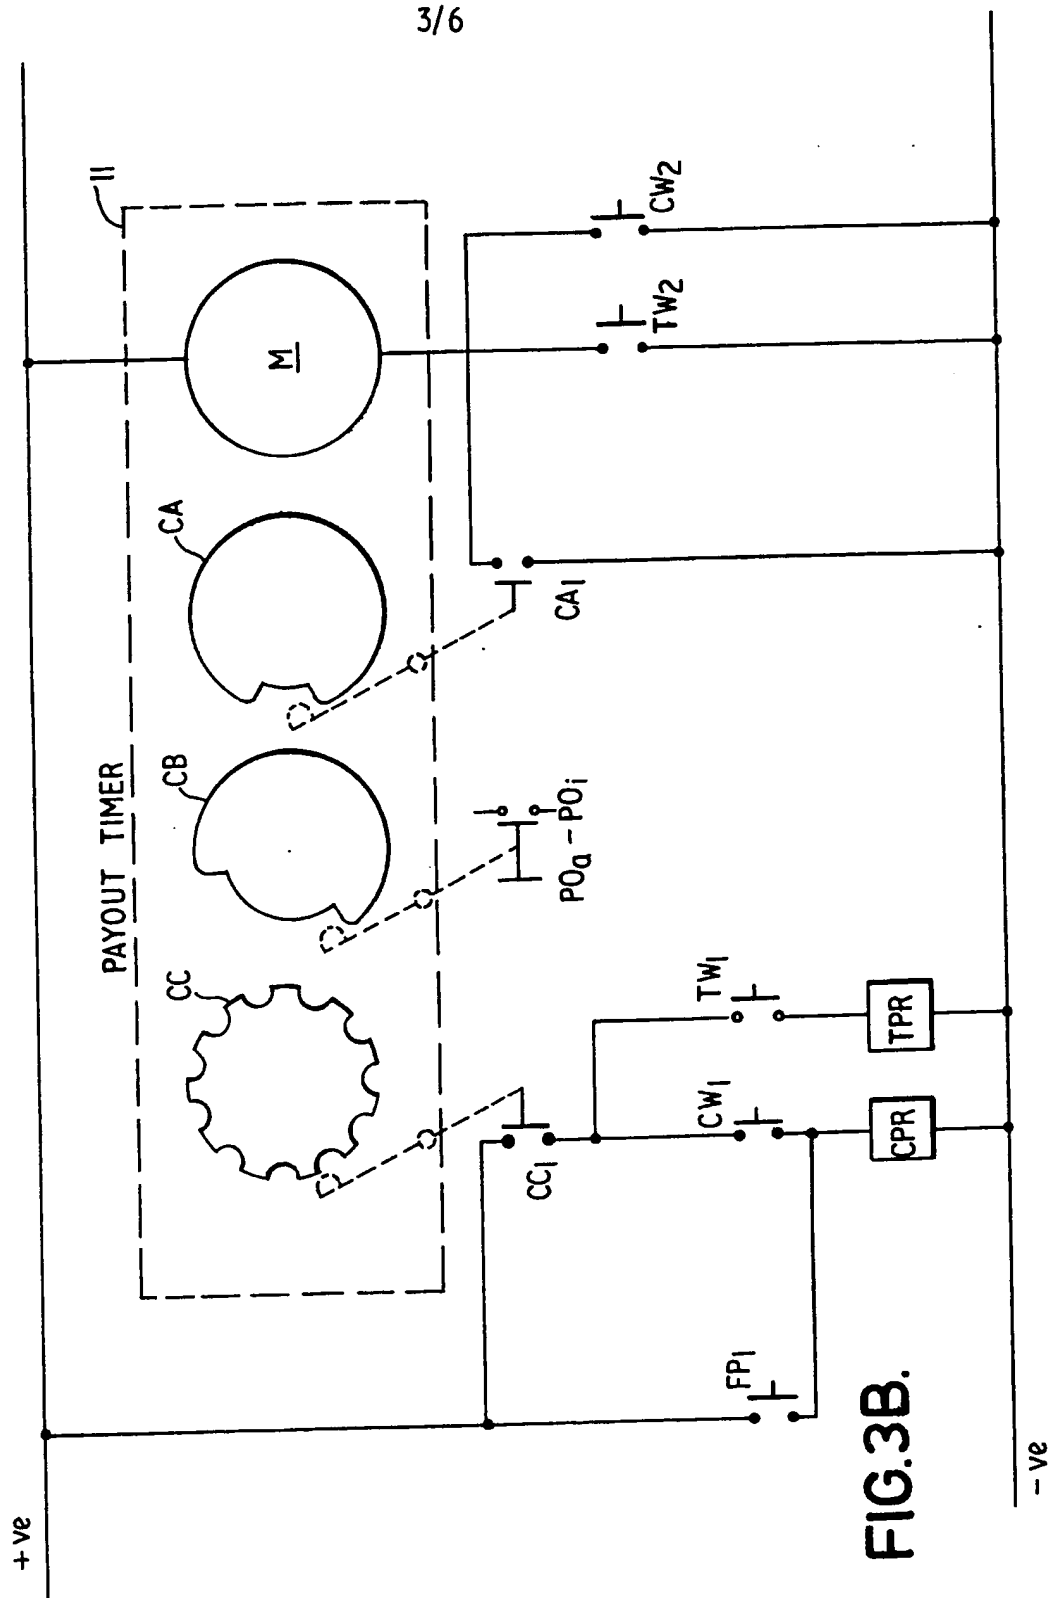 3/6
+ve
PAYOUT TIMER
11
CC
CB
CA
M
CC1
POa - POi
CA1
FP1
CW1
TW1
TW2
CW2
CPR
TPR
FIG.3B.
-ve